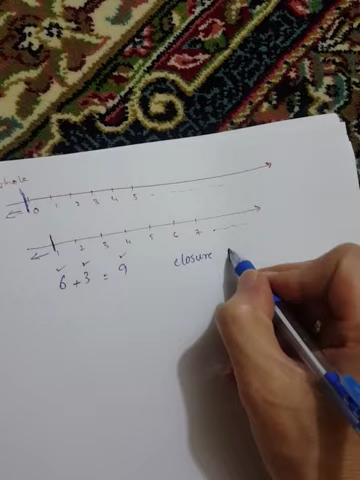 whole
0 1 2 3 4 5
1 2 3 4 5 6 7
6 + 3 = 9 closure